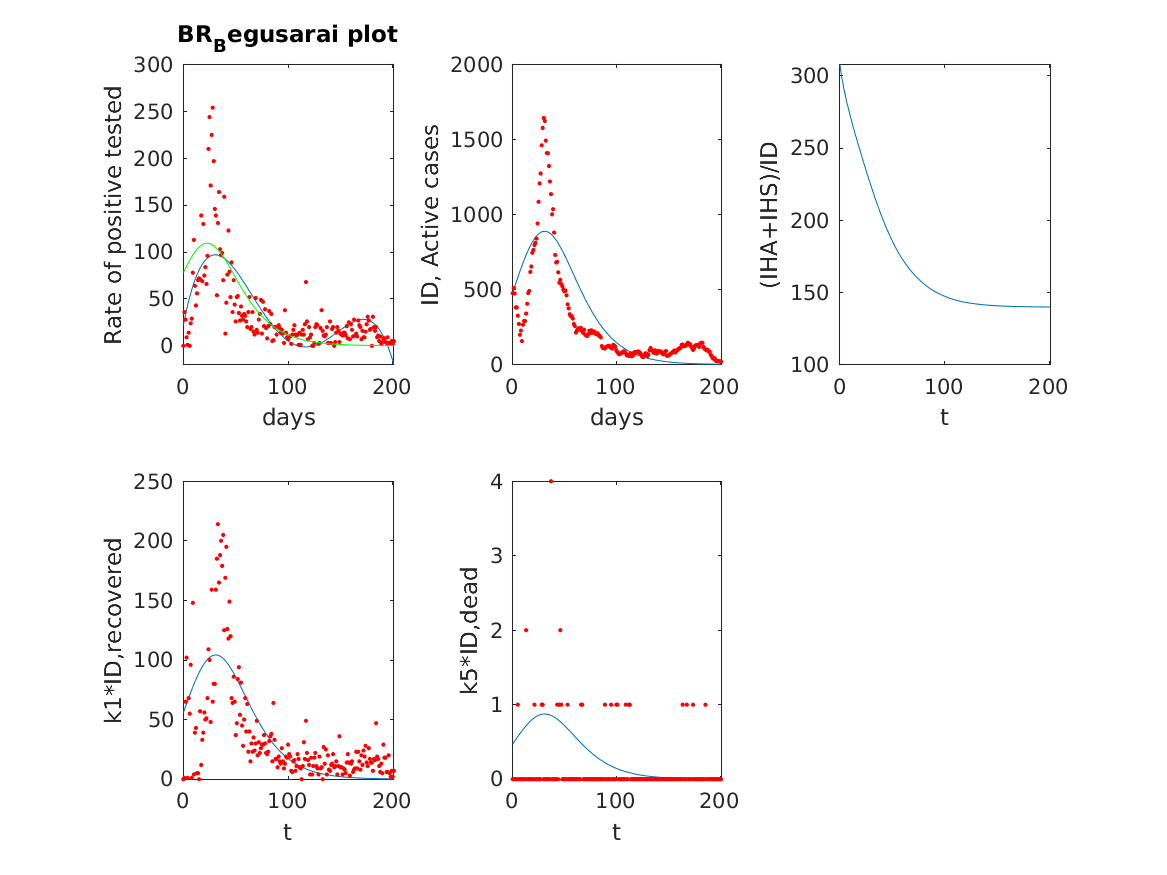 BR_Begusarai plot
Rate of positive tested
300
250
200
150
100
50
0
0 100 200
days
ID, Active cases
2000
1500
1000
500
0
0 100 200
days
(IHA+IHS)/ID
300
250
200
150
100
0 100 200
t
k1*ID,recovered
250
200
150
100
50
0
0 100 200
t
k5*ID,dead
4
3
2
1
0
0 100 200
t